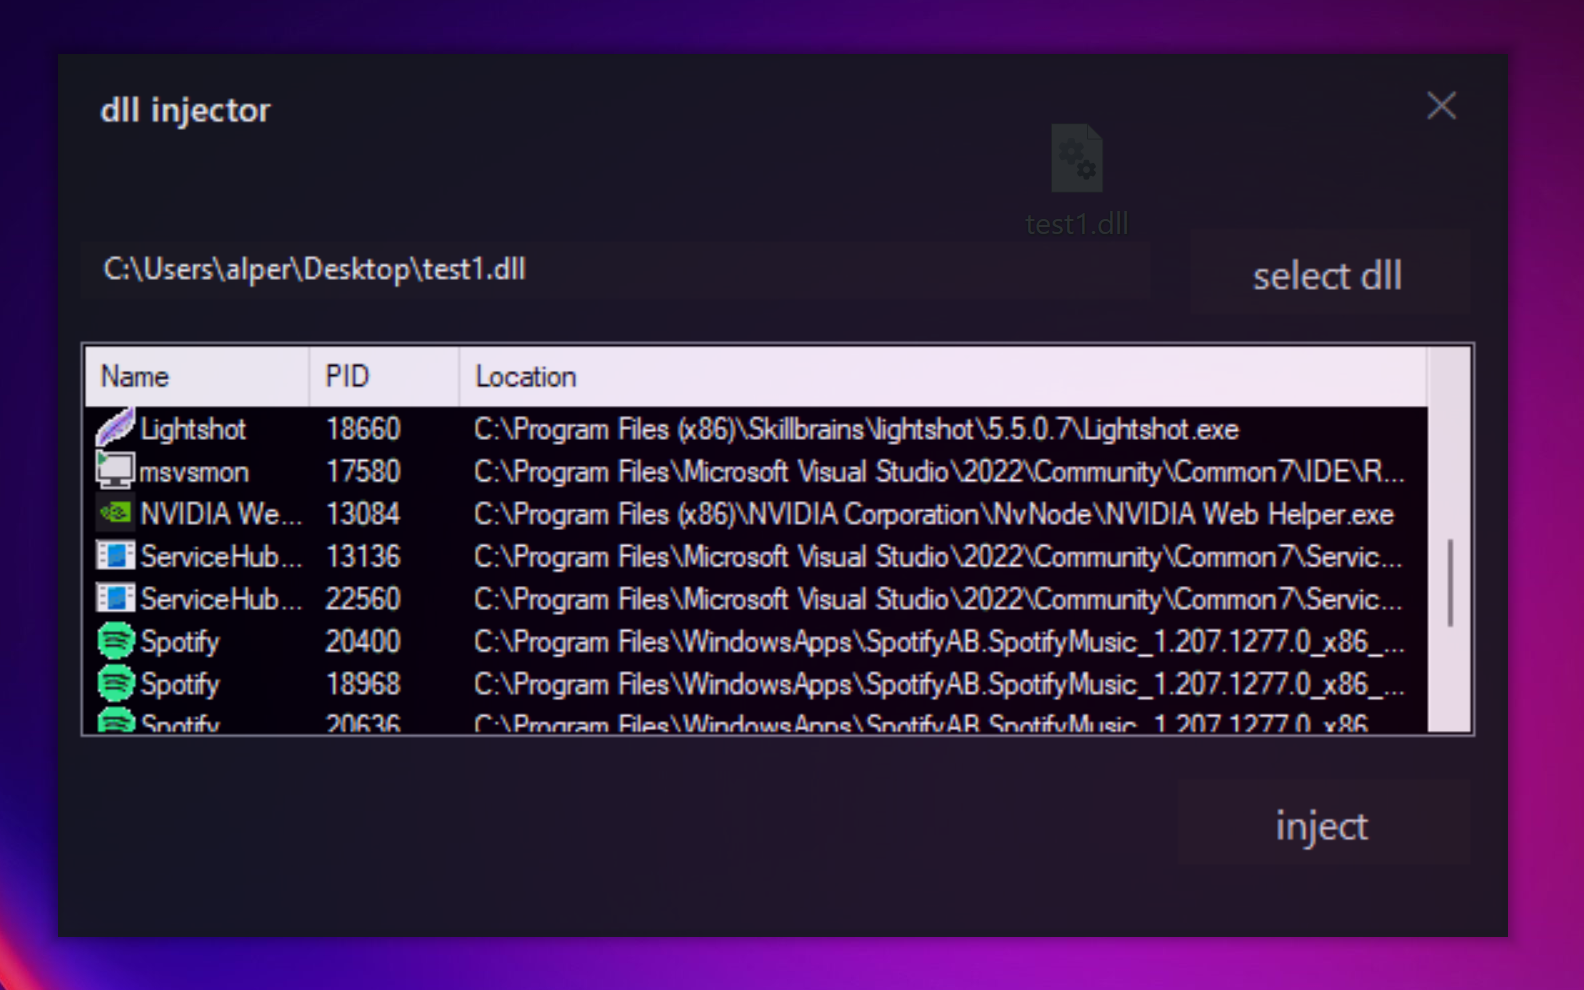 dll injector
test1.dll
C:\Users\alper\Desktop\test1.dll
select dll
Name PID Location
Lightshot 18660 C:\Program Files (x86)\Skillbrains\lightshot\5.5.0.7\Lightshot.exe
msvsmon 17580 C:\Program Files\Microsoft Visual Studio\2022\Community\Common7\IDE\R...
NVIDIA We... 13084 C:\Program Files (x86)\NVIDIA Corporation\NvNode\NVIDIA Web Helper.exe
ServiceHub... 13136 C:\Program Files\Microsoft Visual Studio\2022\Community\Common7\Servic...
ServiceHub... 22560 C:\Program Files\Microsoft Visual Studio\2022\Community\Common7\Servic...
Spotify 20400 C:\Program Files\WindowsApps\SpotifyAB.SpotifyMusic_1.207.1277.0_x86_...
Spotify 18968 C:\Program Files\WindowsApps\SpotifyAB.SpotifyMusic_1.207.1277.0_x86_...
Spotify 20636 C:\Program Files\WindowsApps\SpotifyAB.SpotifyMusic_1.207.1277.0_x86
inject